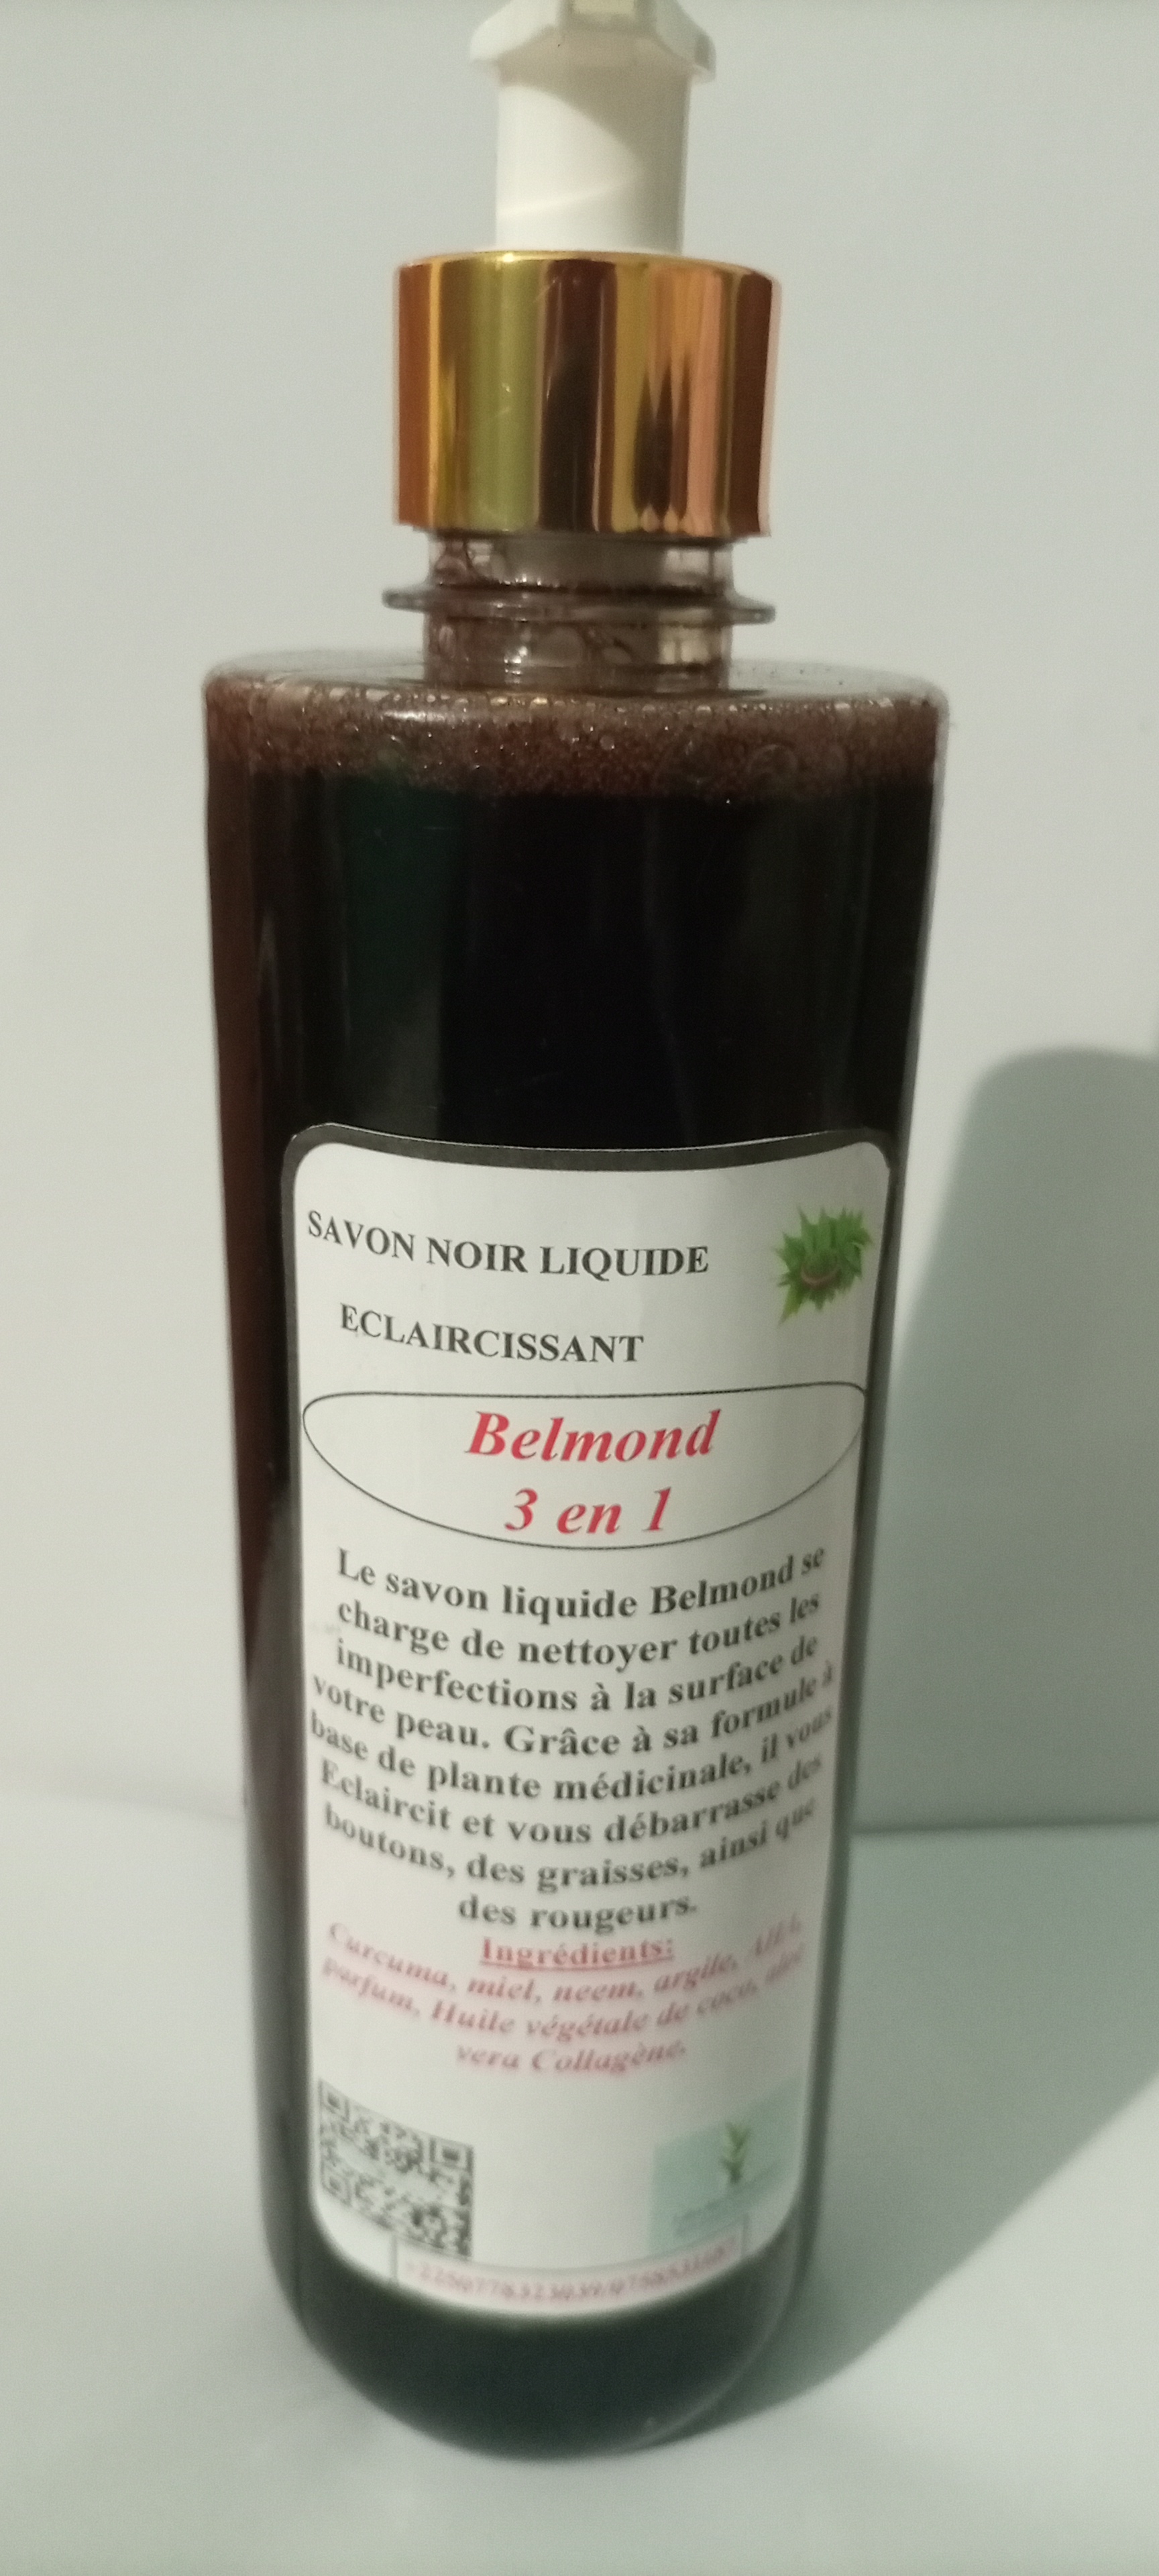 SAVON NOIR LIQUIDE
ECLAIRCISSANT
Belmond
3 en 1
Le savon liquide Belmond se
charge de nettoyer toutes les
imperfections à la surface de
votre peau. Grâce à sa formule à
base de plante médicinale, il vous
Eclaircit et vous débarrasse des
boutons, des graisses, ainsi que
des rougeurs.
Ingrédients:
Curcuma, miel, neem, argile,
parfum, Huile végétale de coco, aloé
vera Collagène.